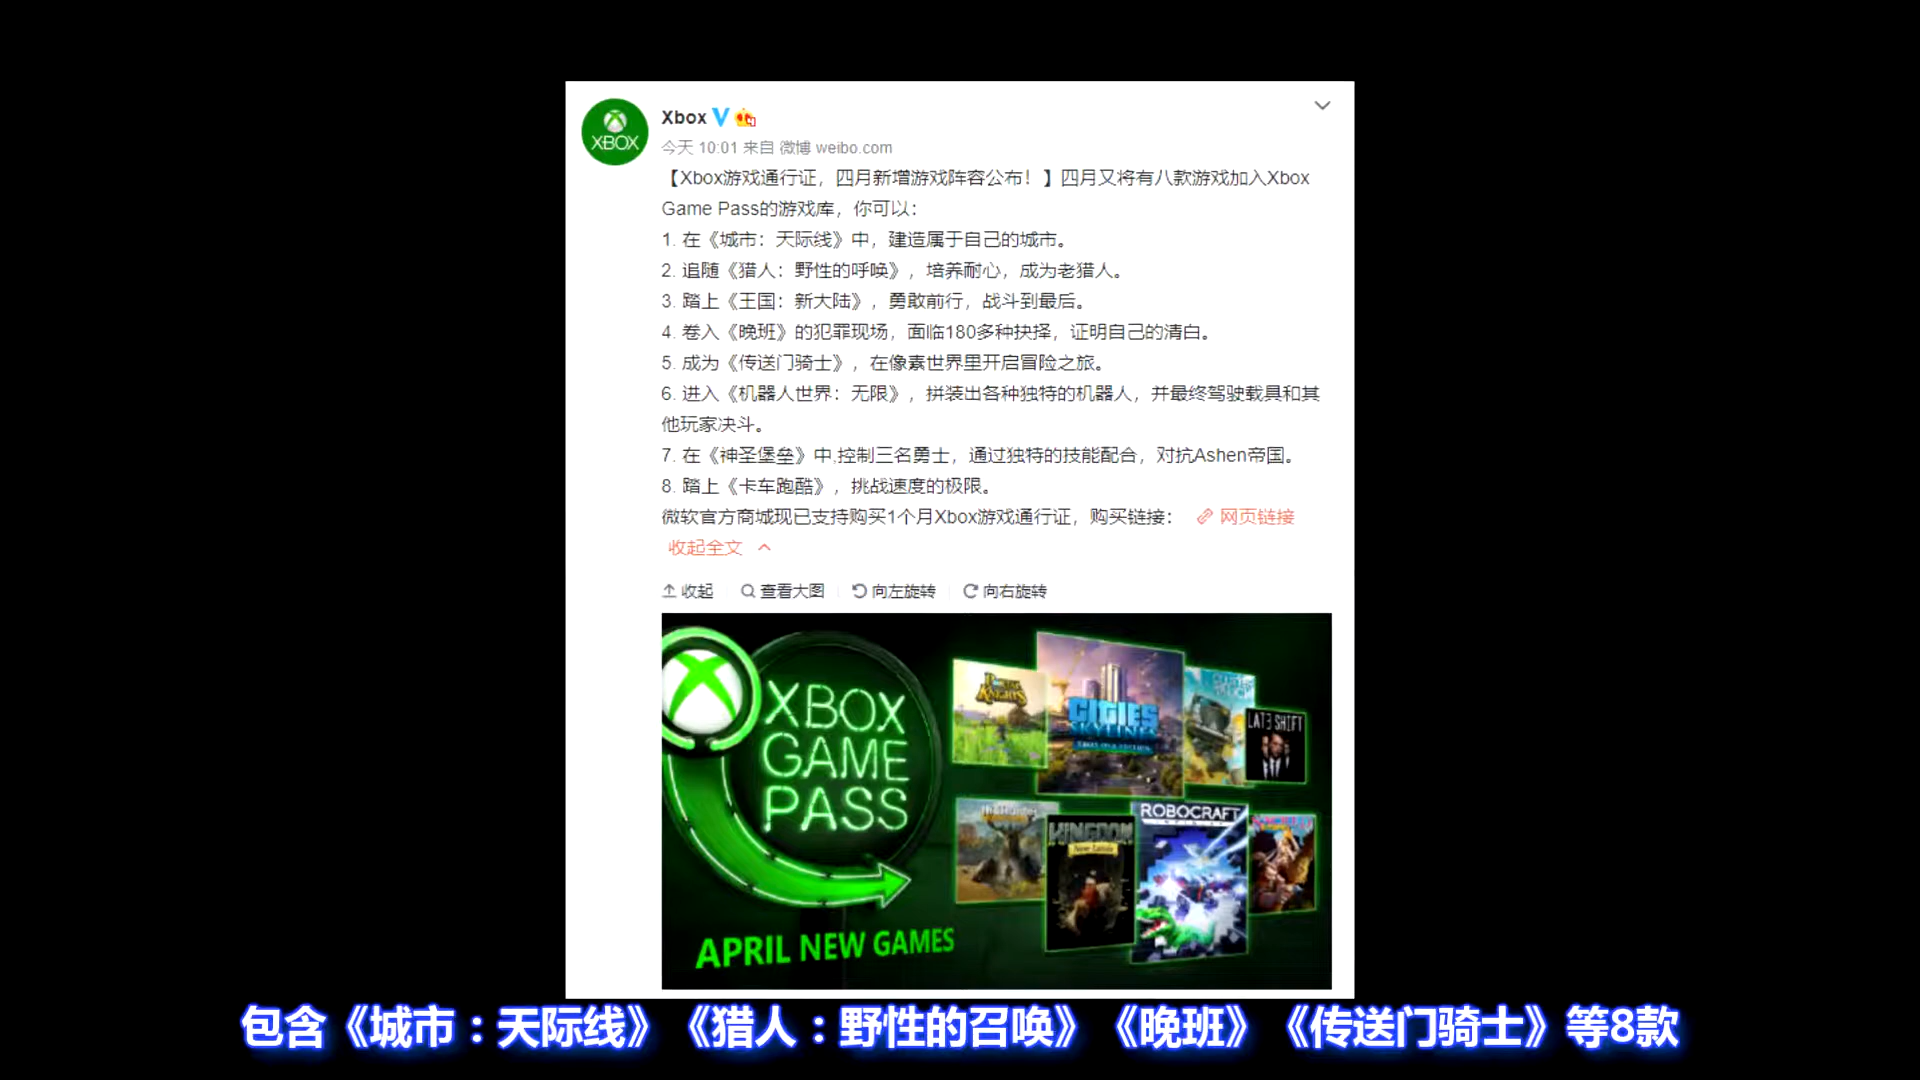 XBOX
Xbox
今天 10:01 来自 微博 weibo.com
【Xbox游戏通行证，四月新增游戏阵容公布！】四月又将有八款游戏加入Xbox
Game Pass的游戏库，你可以：
1. 在《城市：天际线》中，建造属于自己的城市。
2. 追随《猎人：野性的呼唤》，培养耐心，成为老猎人。
3. 踏上《王国：新大陆》，勇敢前行，战斗到最后。
4. 卷入《晚班》的犯罪现场，面临180多种抉择，证明自己的清白。
5. 成为《传送门骑士》，在像素世界里开启冒险之旅。
6. 进入《机器人世界：无限》，拼装出各种独特的机器人，并最终驾驶载具和其
他玩家决斗。
7. 在《神圣堡垒》中,控制三名勇士，通过独特的技能配合，对抗Ashen帝国。
8. 踏上《卡车跑酷》，挑战速度的极限。
微软官方商城现已支持购买1个月Xbox游戏通行证，购买链接： 网页链接
收起全文
收起 查看大图 向左旋转 向右旋转
XBOX
GAME
PASS
APRIL NEW GAMES
PORTAL
KNIGHTS
CITIES
SKYLINES
XBOX ONE EDITION
LATE SHIFT
KINGDOM
New Lands
ROBOCRAFT
INFINITY
包含《城市：天际线》《猎人：野性的召唤》《晚班》《传送门骑士》等8款